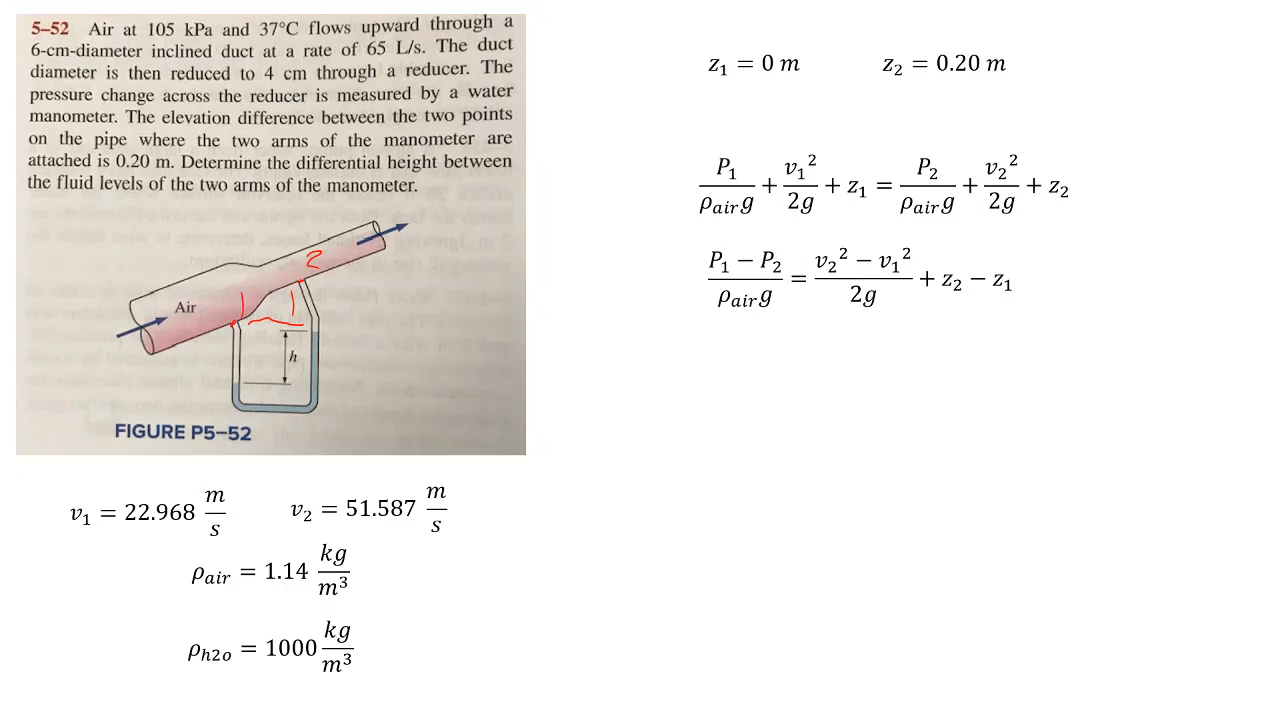 5–52 Air at 105 kPa and 37°C flows upward through a
6-cm-diameter inclined duct at a rate of 65 L/s. The duct
diameter is then reduced to 4 cm through a reducer. The
pressure change across the reducer is measured by a water
manometer. The elevation difference between the two points
on the pipe where the two arms of the manometer are
attached is 0.20 m. Determine the differential height between
the fluid levels of the two arms of the manometer.
2
1
Air
h
FIGURE P5–52
v₁ = 22.968 m/s
v₂ = 51.587 m/s
ρ_air = 1.14 kg/m³
ρ_h2o = 1000 kg/m³
z₁ = 0 m
z₂ = 0.20 m
P₁/(ρ_air g) + v₁²/2g + z₁ = P₂/(ρ_air g) + v₂²/2g + z₂
(P₁ − P₂)/(ρ_air g) = (v₂² − v₁²)/2g + z₂ − z₁